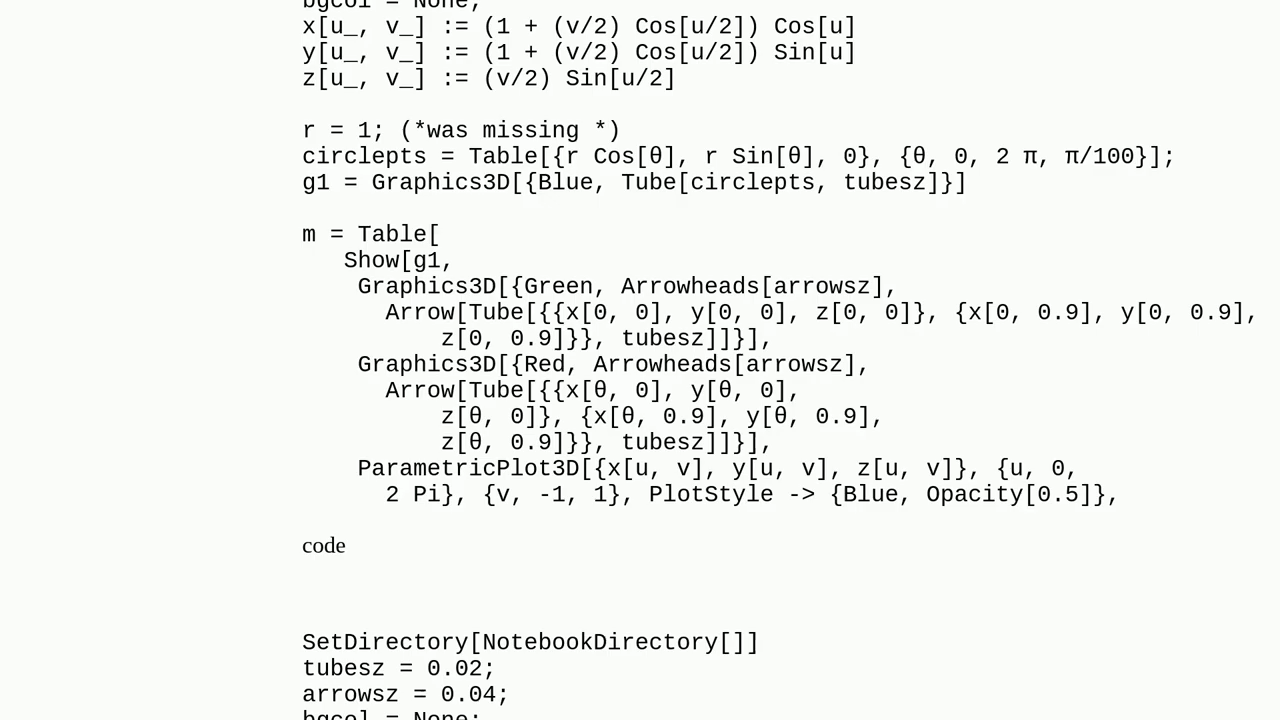 bgcol = None;
x[u_, v_] := (1 + (v/2) Cos[u/2]) Cos[u]
y[u_, v_] := (1 + (v/2) Cos[u/2]) Sin[u]
z[u_, v_] := (v/2) Sin[u/2]
r = 1; (*was missing *)
circlepts = Table[{r Cos[θ], r Sin[θ], 0}, {θ, 0, 2 π, π/100}];
g1 = Graphics3D[{Blue, Tube[circlepts, tubesz]}]
m = Table[
Show[g1,
Graphics3D[{Green, Arrowheads[arrowsz],
Arrow[Tube[{{x[0, 0], y[0, 0], z[0, 0]}, {x[0, 0.9], y[0, 0.9],
z[0, 0.9]}}, tubesz]]}],
Graphics3D[{Red, Arrowheads[arrowsz],
Arrow[Tube[{{x[θ, 0], y[θ, 0],
z[θ, 0]}, {x[θ, 0.9], y[θ, 0.9],
z[θ, 0.9]}}, tubesz]]}],
ParametricPlot3D[{x[u, v], y[u, v], z[u, v]}, {u, 0,
2 Pi}, {v, -1, 1}, PlotStyle -> {Blue, Opacity[0.5]},
code
SetDirectory[NotebookDirectory[]]
tubesz = 0.02;
arrowsz = 0.04;
bgcol = None;